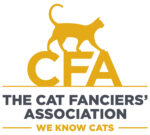 CFA
THE CAT FANCIERS'
ASSOCIATION
WE KNOW CATS